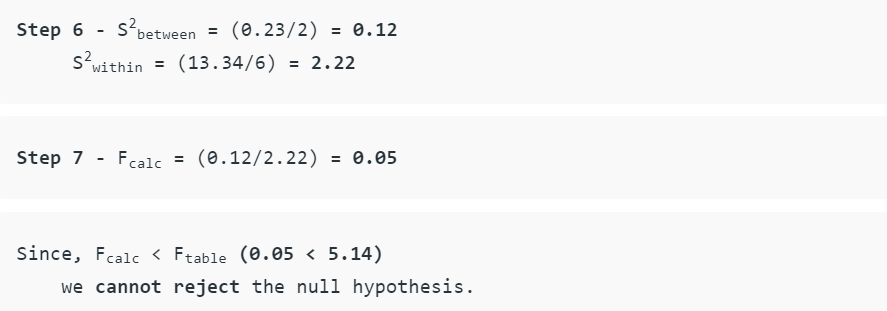 Step 6 - S²between = (0.23/2) = 0.12
S²within = (13.34/6) = 2.22
Step 7 - Fcalc = (0.12/2.22) = 0.05
Since, Fcalc < Ftable (0.05 < 5.14)
we cannot reject the null hypothesis.